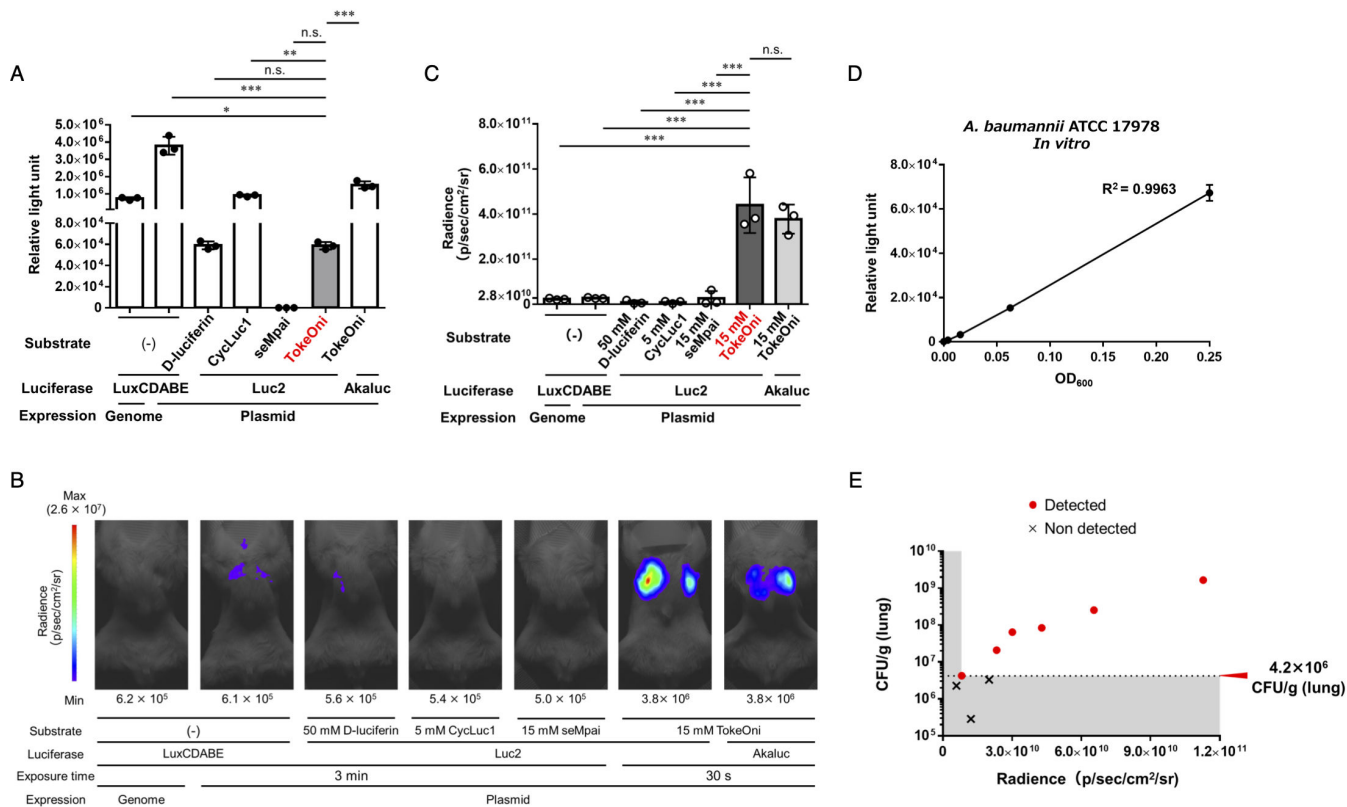 A
***
n.s.
**
n.s.
***
*
Relative light unit
5.0×10⁶
4.0×10⁶
3.0×10⁶
2.0×10⁶
1.0×10⁶
8.0×10⁴
6.0×10⁴
4.0×10⁴
2.0×10⁴
0
Substrate
(-)
D-luciferin
CycLuc1
seMpai
TokeOni
TokeOni
Luciferase LuxCDABE Luc2 Akaluc
Expression Genome Plasmid
C
n.s.
***
***
***
***
***
Radience
(p/sec/cm²/sr)
8.0×10¹¹
6.0×10¹¹
4.0×10¹¹
2.0×10¹¹
2.8×10¹⁰
0
Substrate
(-)
50 mM
D-luciferin
5 mM
CycLuc1
15 mM
seMpai
15 mM
TokeOni
15 mM
TokeOni
Luciferase LuxCDABE Luc2 Akaluc
Expression Genome Plasmid
D
A. baumannii ATCC 17978
In vitro
R² = 0.9963
Relative light unit
8.0×10⁴
6.0×10⁴
4.0×10⁴
2.0×10⁴
0
0.00 0.05 0.10 0.15 0.20 0.25
OD₆₀₀
B
Max
(2.6 × 10⁷)
Radience
(p/sec/cm²/sr)
Min
6.2 × 10⁵ 6.1 × 10⁵ 5.6 × 10⁵ 5.4 × 10⁵ 5.0 × 10⁵ 3.8 × 10⁶ 3.8 × 10⁶
Substrate (-) 50 mM D-luciferin 5 mM CycLuc1 15 mM seMpai 15 mM TokeOni
Luciferase LuxCDABE Luc2 Akaluc
Exposure time 3 min 30 s
Expression Genome Plasmid
E
Detected
Non detected
CFU/g (lung)
10¹⁰
10⁹
10⁸
10⁷
10⁶
10⁵
4.2×10⁶
CFU/g (lung)
0 3.0×10¹⁰ 6.0×10¹⁰ 9.0×10¹⁰ 1.2×10¹¹
Radience (p/sec/cm²/sr)